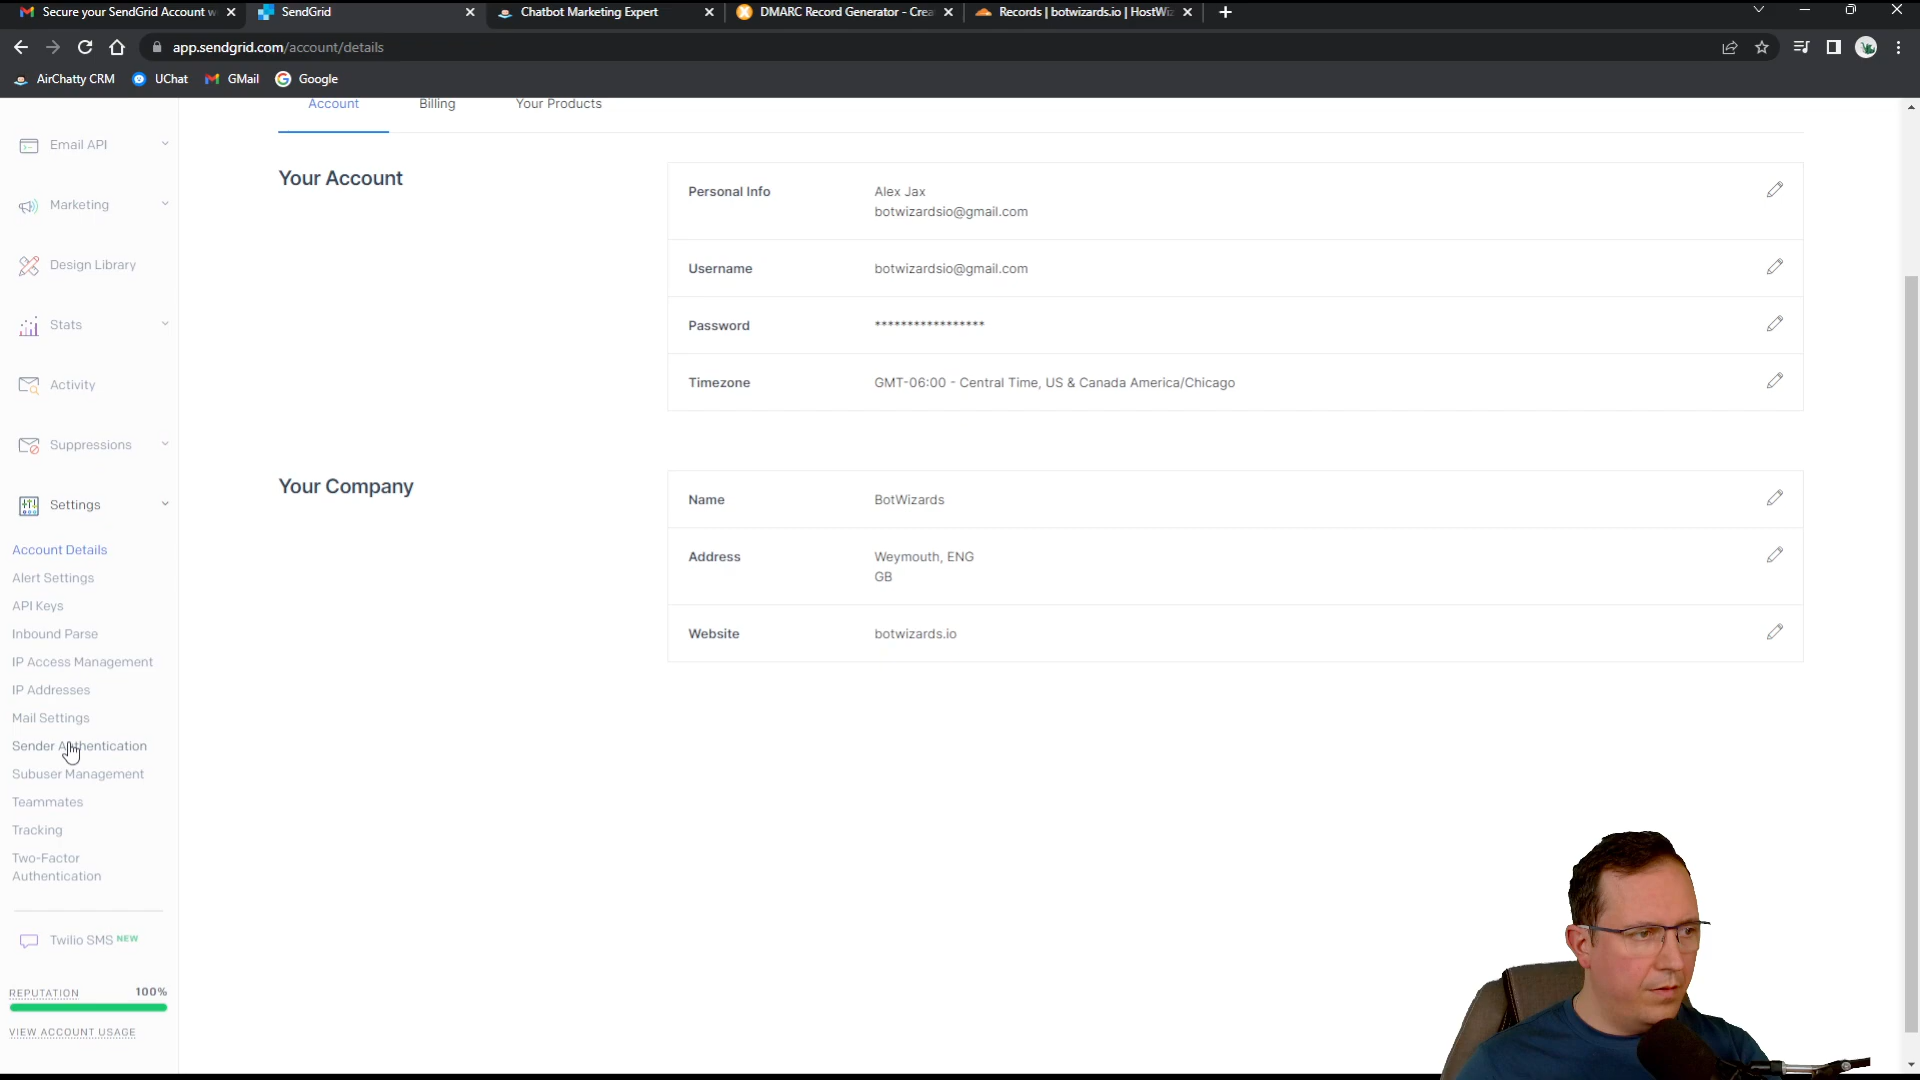 Secure your SendGrid Account w
SendGrid
Chatbot Marketing Expert
DMARC Record Generator - Crea
Records | botwizards.io | HostWiz
app.sendgrid.com/account/details
AirChatty CRM
UChat
GMail
Google
Account
Billing
Your Products
Email API
Marketing
Design Library
Stats
Activity
Suppressions
Settings
Account Details
Alert Settings
API Keys
Inbound Parse
IP Access Management
IP Addresses
Mail Settings
Sender Authentication
Subuser Management
Teammates
Tracking
Two-Factor
Authentication
Twilio SMS NEW
REPUTATION 100%
VIEW ACCOUNT USAGE
Your Account
Personal Info
Alex Jax
botwizardsio@gmail.com
Username
botwizardsio@gmail.com
Password
*****************
Timezone
GMT-06:00 - Central Time, US & Canada America/Chicago
Your Company
Name
BotWizards
Address
Weymouth, ENG
GB
Website
botwizards.io